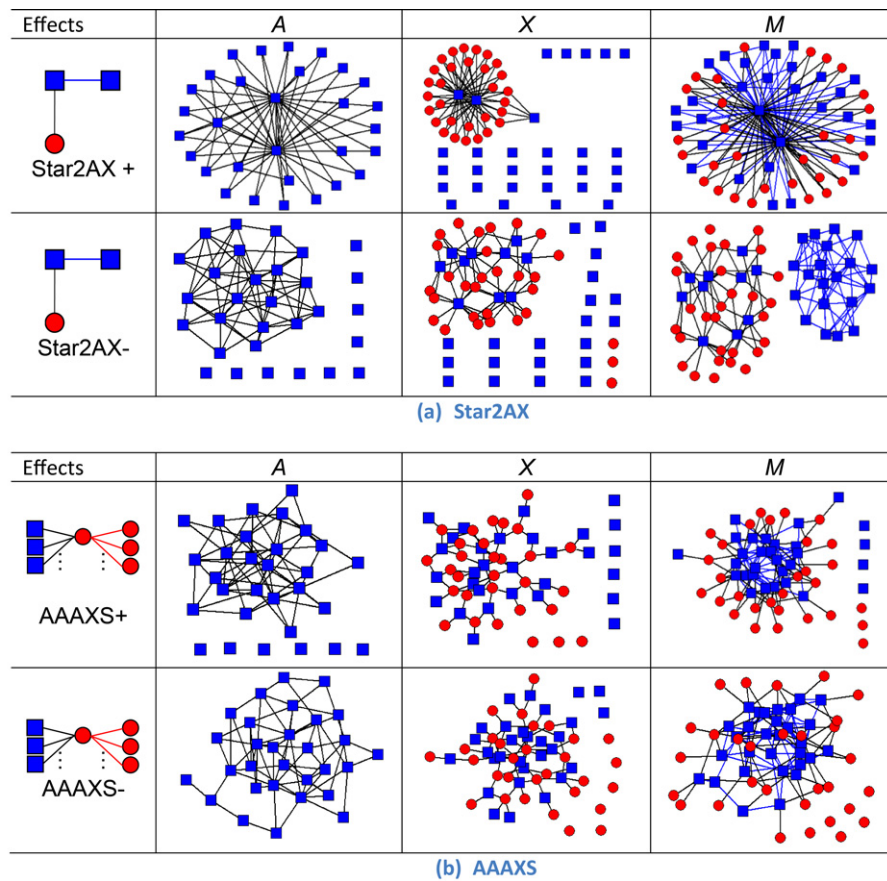 Effects A X M
Star2AX +
Star2AX-
(a) Star2AX
Effects A X M
AAAXS+
AAAXS-
(b) AAAXS